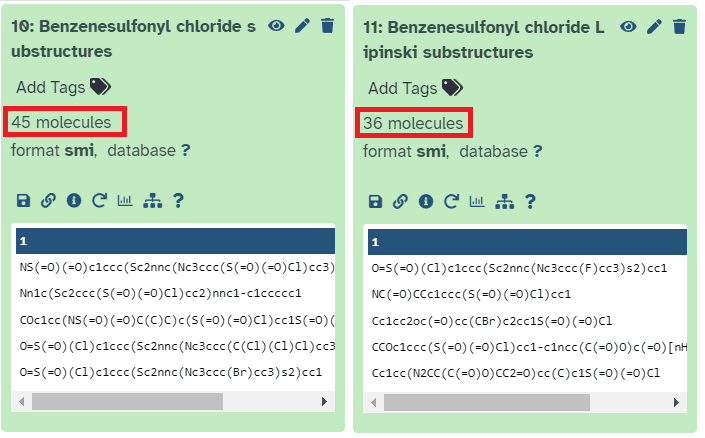 10: Benzenesulfonyl chloride s
ubstructures
Add Tags
45 molecules
format smi, database ?
?
1
NS(=O)(=O)c1ccc(Sc2nnc(Nc3ccc(S(=O)(=O)Cl)cc3)
Nn1c(Sc2ccc(S(=O)(=O)Cl)cc2)nnc1-c1ccccc1
COc1cc(NS(=O)(=O)C(C)C)c(S(=O)(=O)Cl)cc1S(=O)(
O=S(=O)(Cl)c1ccc(Sc2nnc(Nc3ccc(C(Cl)(Cl)Cl)cc3
O=S(=O)(Cl)c1ccc(Sc2nnc(Nc3ccc(Br)cc3)s2)cc1
11: Benzenesulfonyl chloride L
ipinski substructures
Add Tags
36 molecules
format smi, database ?
?
1
O=S(=O)(Cl)c1ccc(Sc2nnc(Nc3ccc(F)cc3)s2)cc1
NC(=O)CCc1ccc(S(=O)(=O)Cl)cc1
Cc1cc2oc(=O)cc(CBr)c2cc1S(=O)(=O)Cl
CCOc1ccc(S(=O)(=O)Cl)cc1-c1ncc(C(=O)O)c(=O)[nH
Cc1cc(N2CC(C(=O)O)CC2=O)cc(C)c1S(=O)(=O)Cl